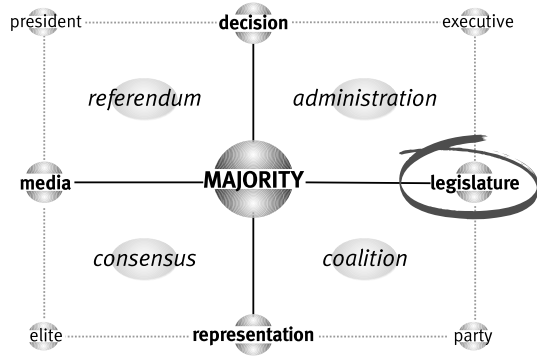 president
decision
executive
referendum
administration
media
MAJORITY
legislature
consensus
coalition
elite
representation
party